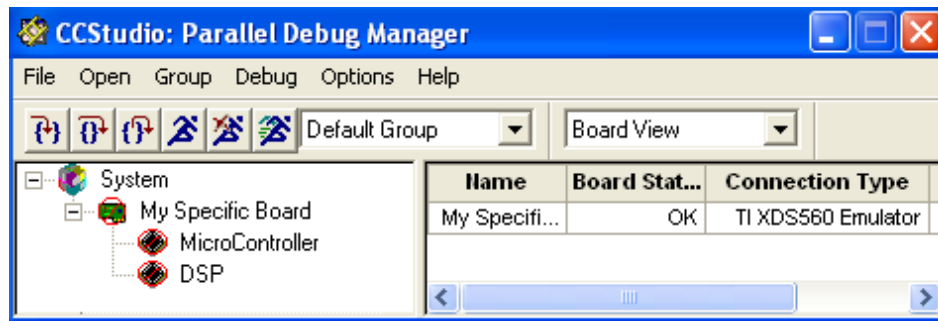 CCStudio: Parallel Debug Manager
File Open Group Debug Options Help
Default Group Board View
System
My Specific Board
MicroController
DSP
Name Board Stat... Connection Type
My Specifi... OK TI XDS560 Emulator